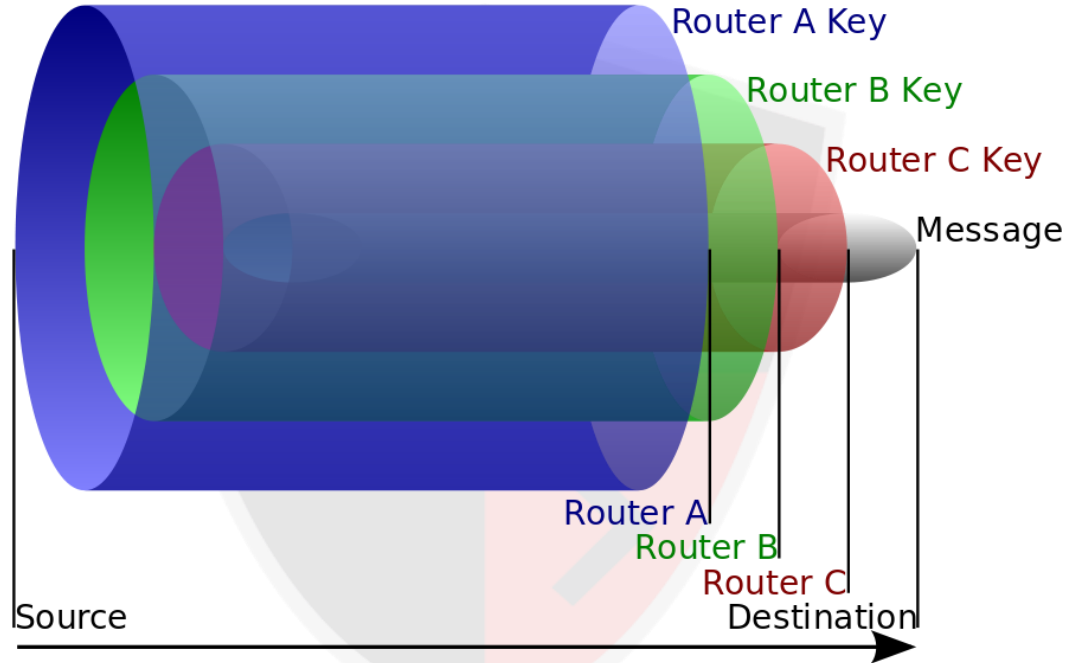 Router A Key
Router B Key
Router C Key
Message
Router A
Router B
Router C
Source
Destination